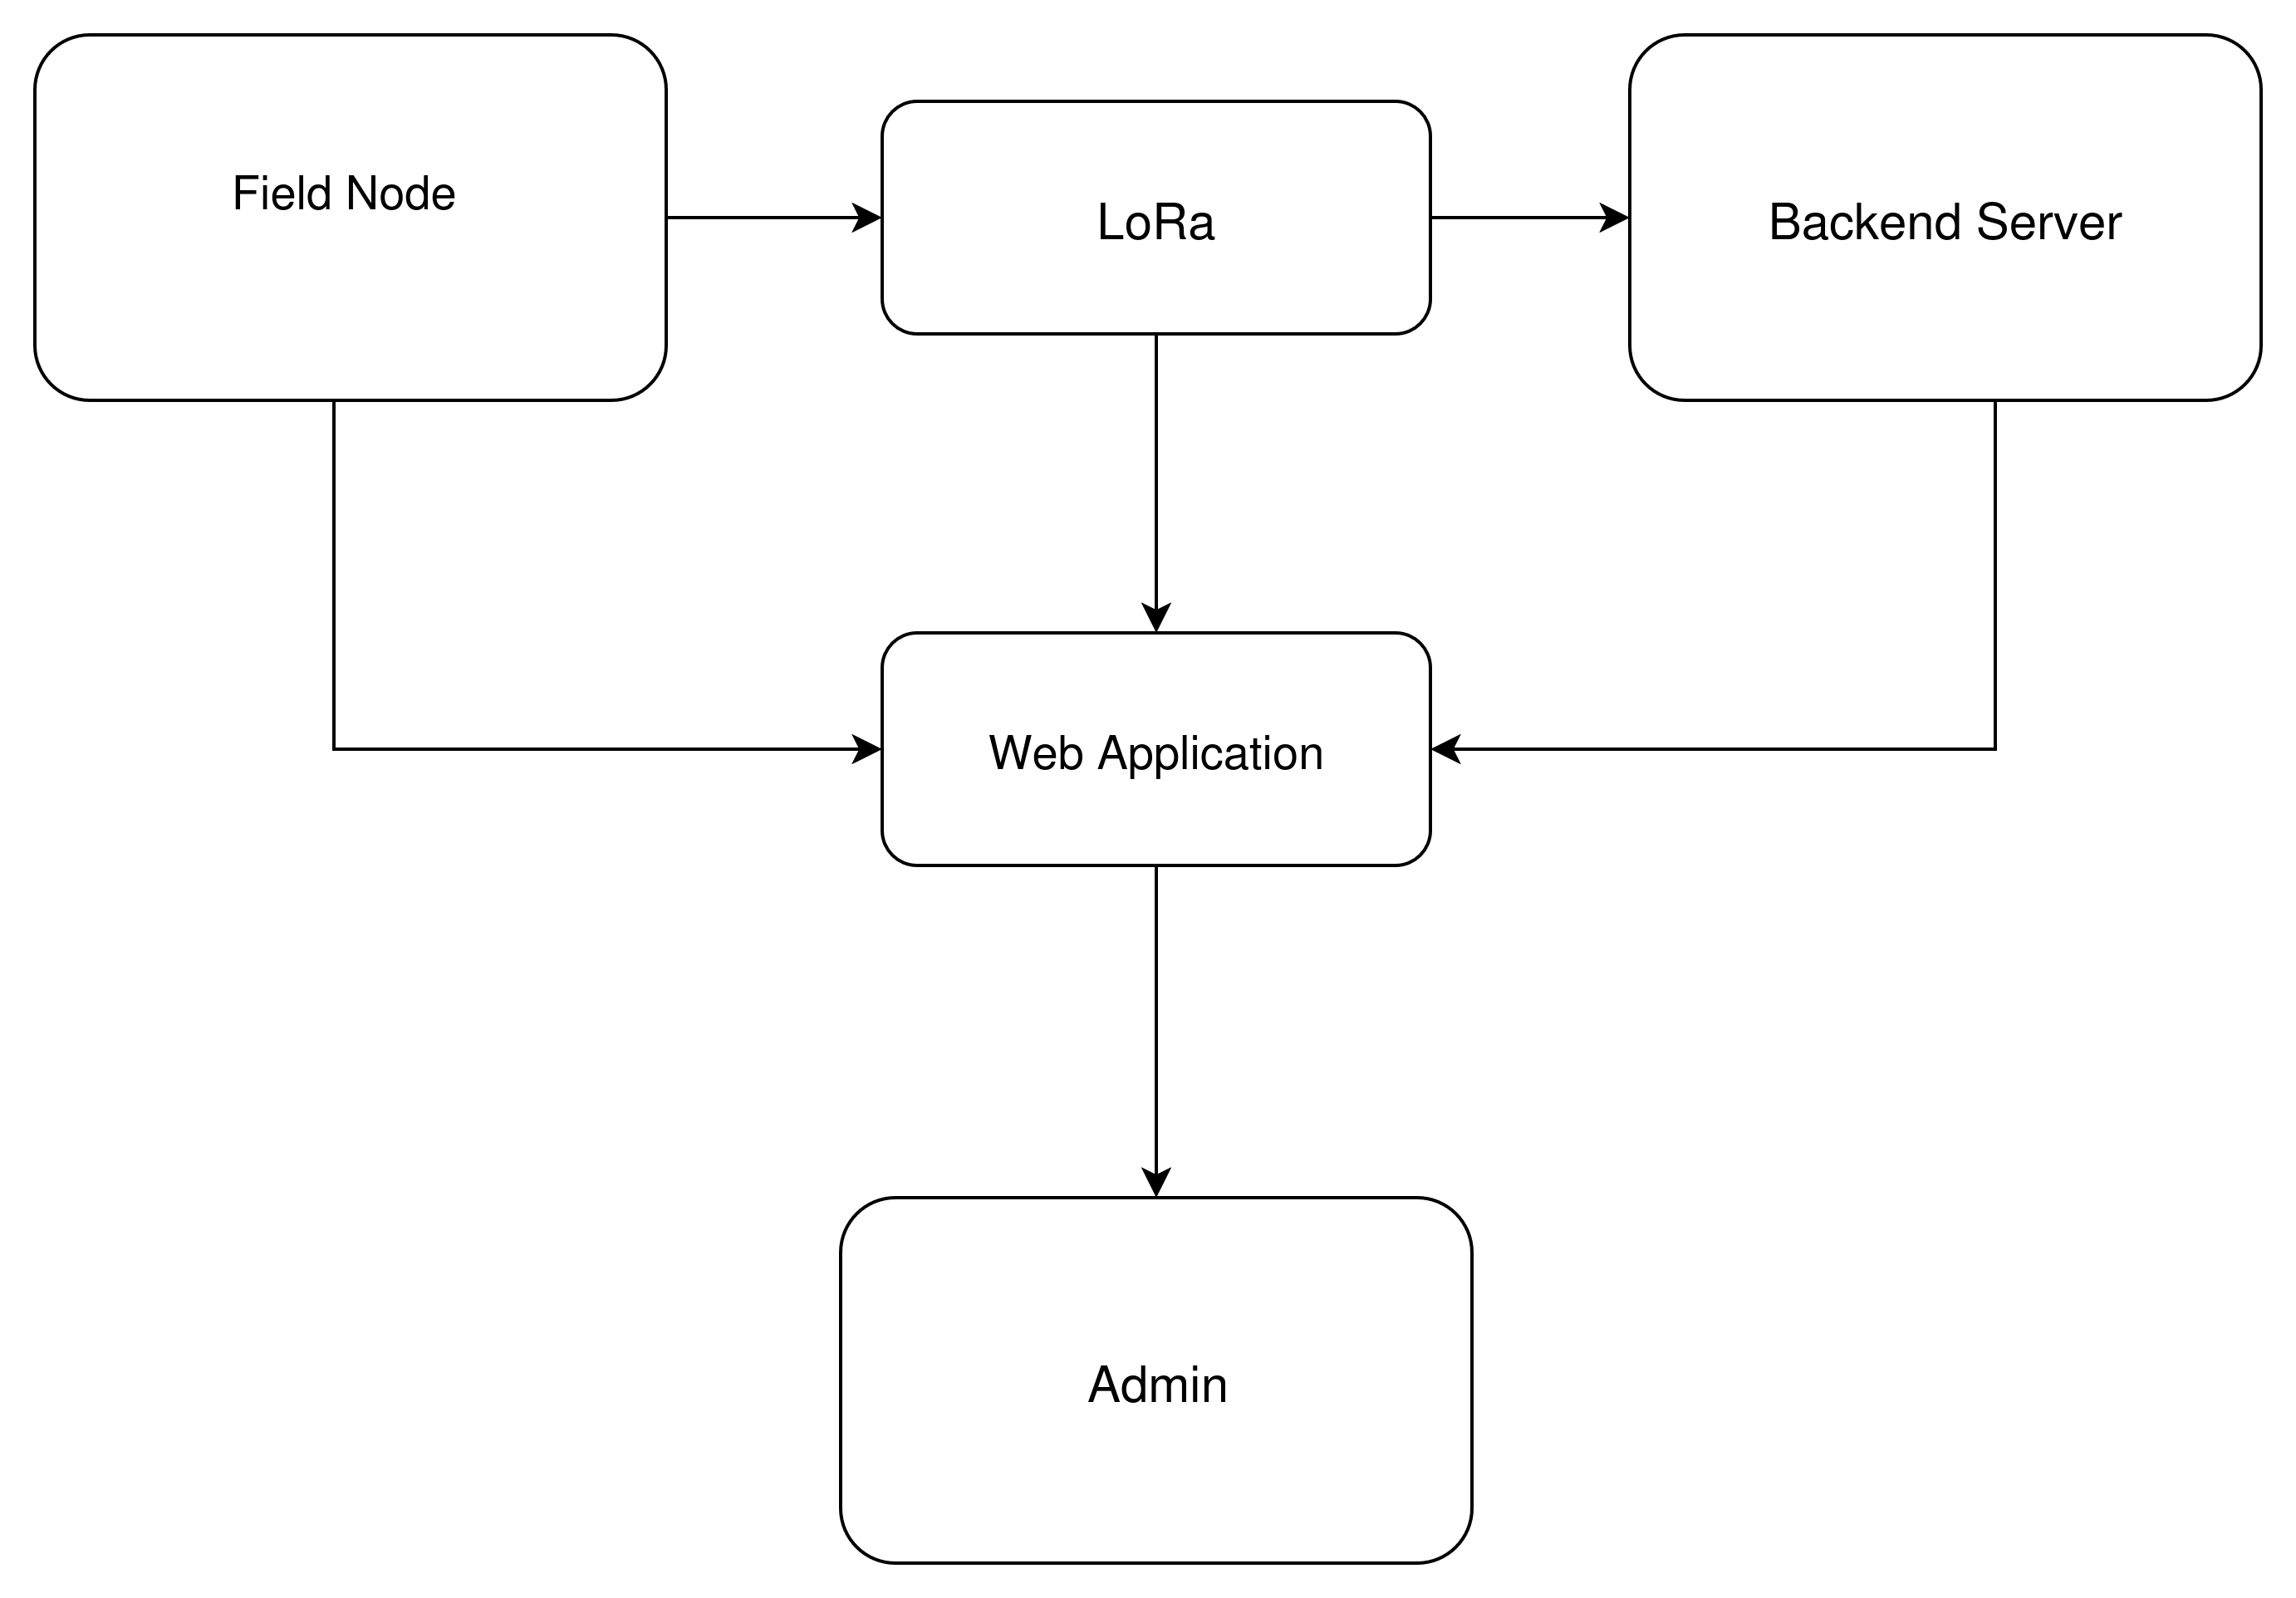 Field Node
LoRa
Backend Server
Web Application
Admin